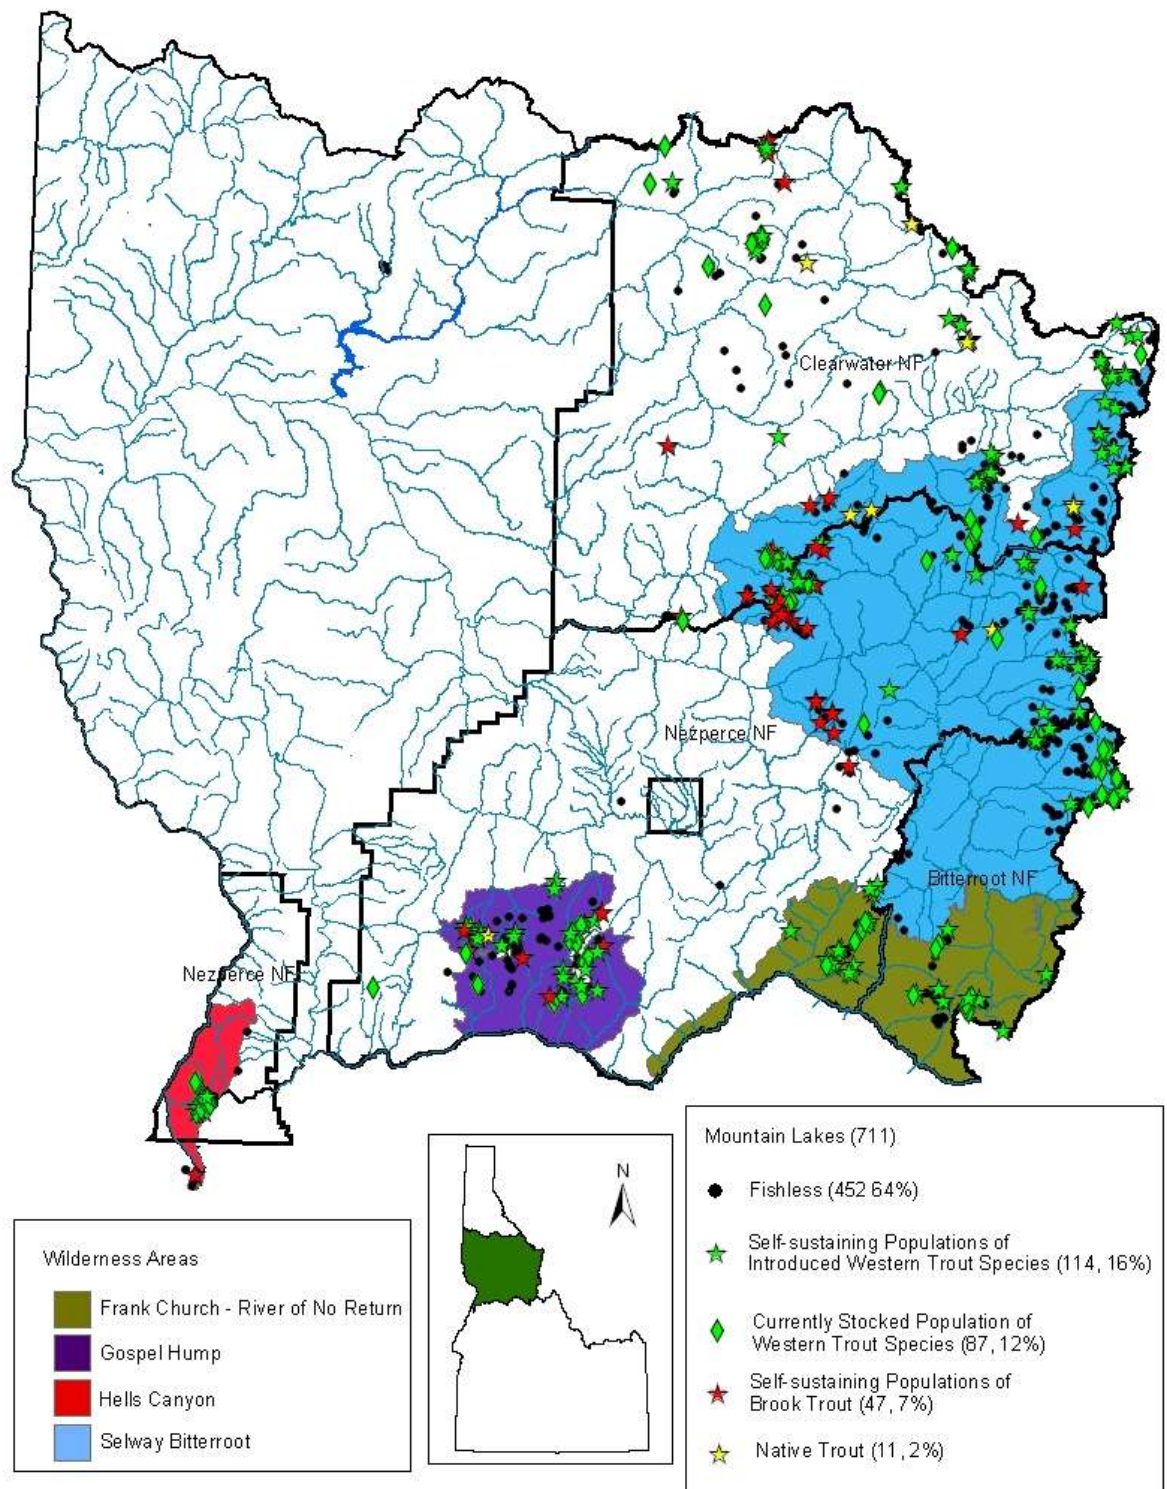 Clearwater NF
Nezperce NF
Bitterroot NF
Nezperce NF
Wilderness Areas
Frank Church - River of No Return
Gospel Hump
Hells Canyon
Selway Bitterroot
N
Mountain Lakes (711)
Fishless (452 64%)
Self-sustaining Populations of
Introduced Western Trout Species (114, 16%)
Currently Stocked Population of
Western Trout Species (87, 12%)
Self-sustaining Populations of
Brook Trout (47, 7%)
Native Trout (11, 2%)